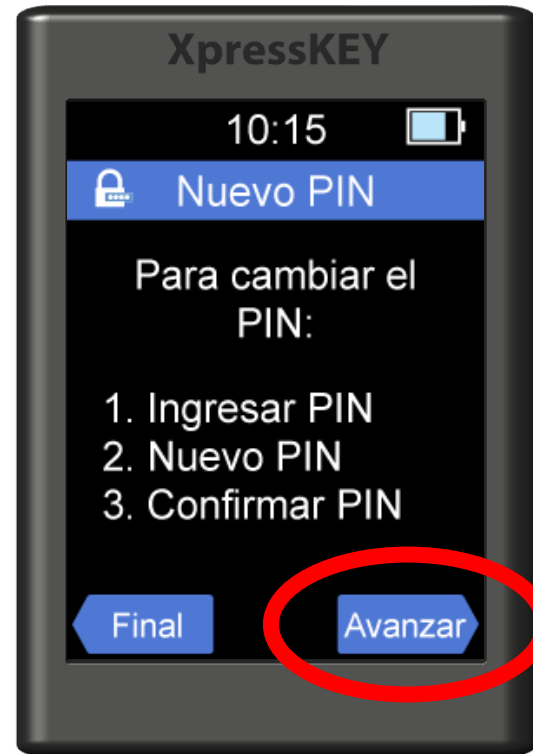 XpressKEY
10:15
Nuevo PIN
Para cambiar el
PIN:
1. Ingresar PIN
2. Nuevo PIN
3. Confirmar PIN
Final
Avanzar